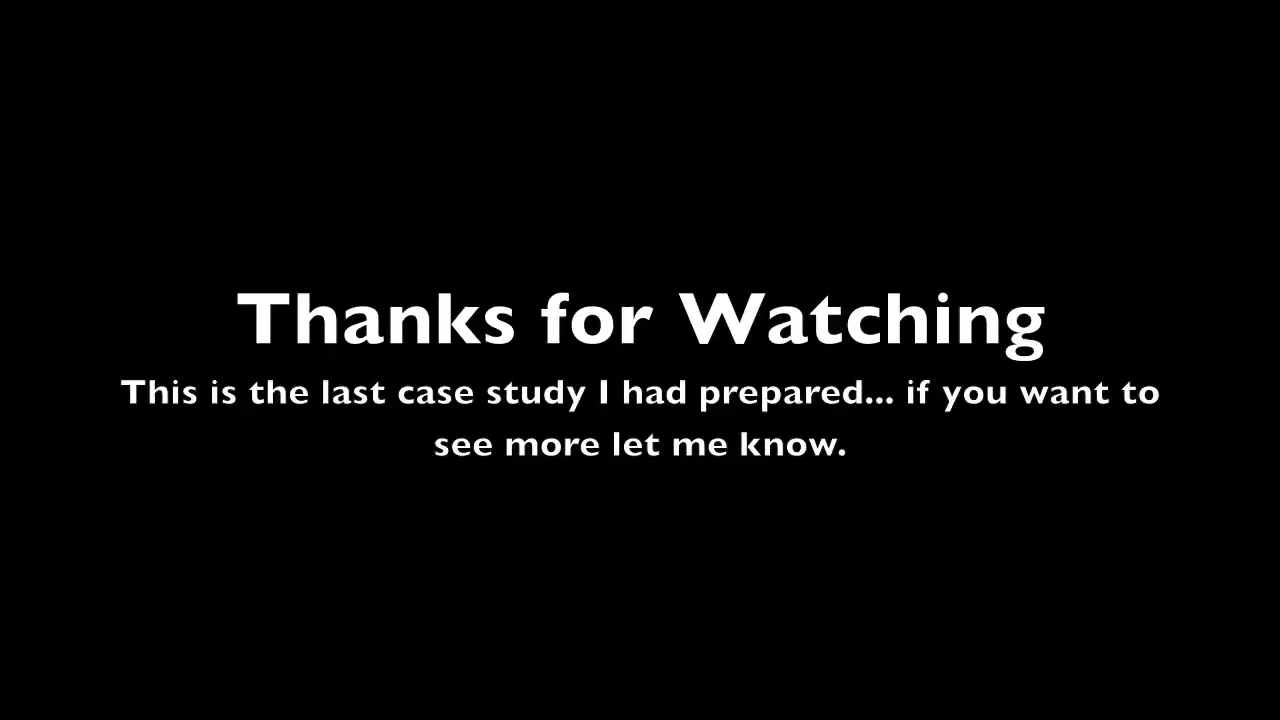 Thanks for Watching
This is the last case study I had prepared... if you want to
see more let me know.